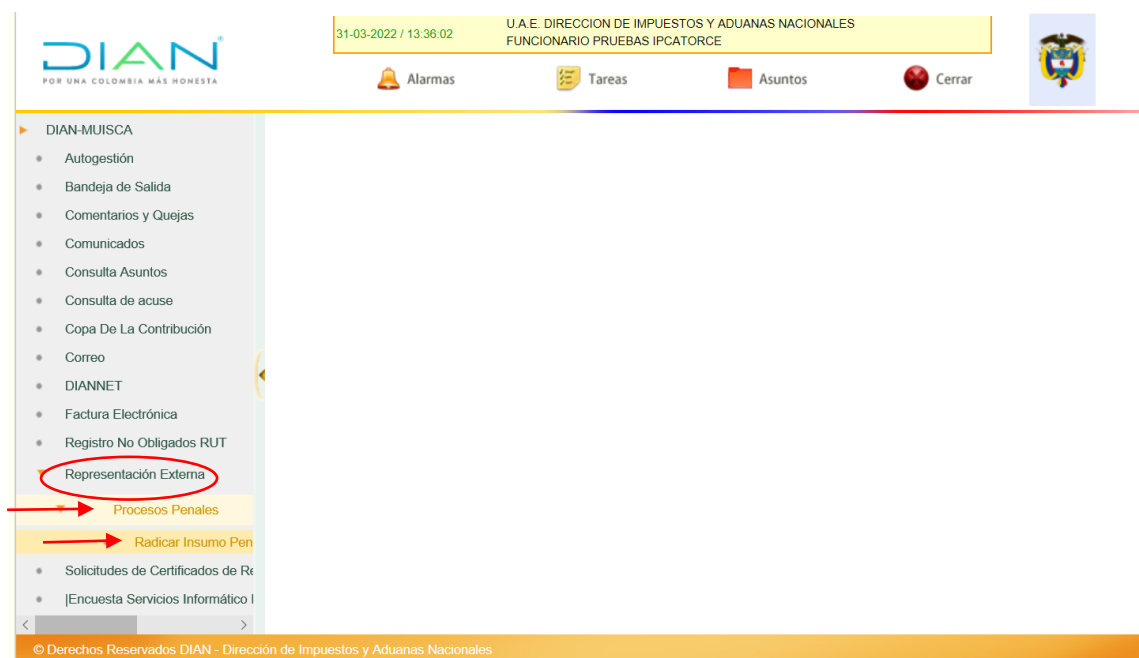 31-03-2022 / 13:36:02
U.A.E. DIRECCION DE IMPUESTOS Y ADUANAS NACIONALES
FUNCIONARIO PRUEBAS IPCATORCE
DIAN
POR UNA COLOMBIA MÁS HONESTA
Alarmas
Tareas
Asuntos
Cerrar
DIAN-MUISCA
Autogestión
Bandeja de Salida
Comentarios y Quejas
Comunicados
Consulta Asuntos
Consulta de acuse
Copa De La Contribución
Correo
DIANNET
Factura Electrónica
Registro No Obligados RUT
Representación Externa
Procesos Penales
Radicar Insumo Pen
Solicitudes de Certificados de Re
|Encuesta Servicios Informático
© Derechos Reservados DIAN - Dirección de Impuestos y Aduanas Nacionales